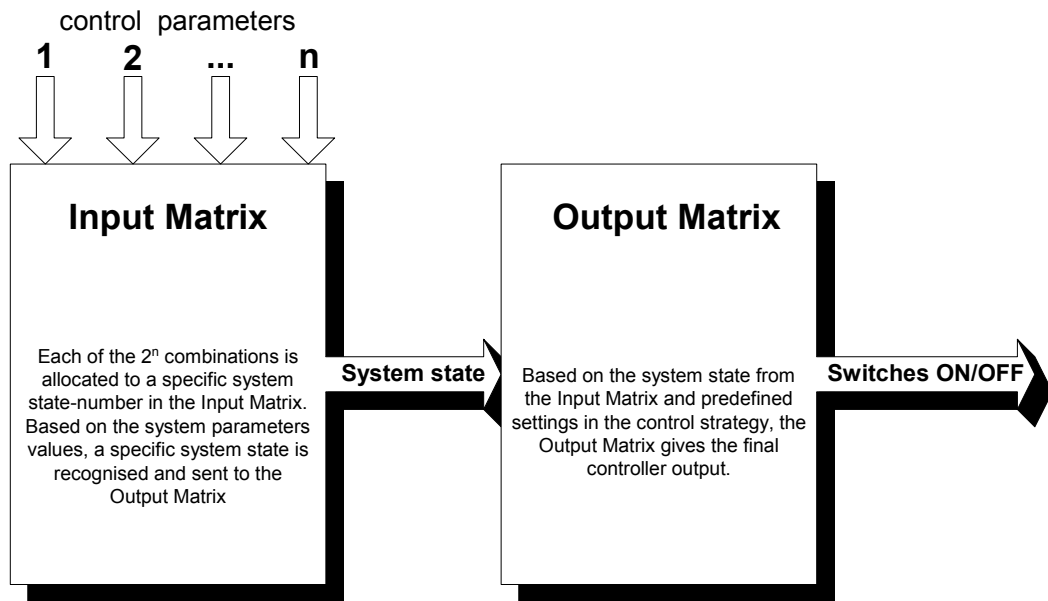 control parameters
1 2 ... n
Input Matrix
Each of the 2ⁿ combinations is
allocated to a specific system
state-number in the Input Matrix.
Based on the system parameters
values, a specific system state is
recognised and sent to the
Output Matrix
System state
Output Matrix
Based on the system state from
the Input Matrix and predefined
settings in the control strategy, the
Output Matrix gives the final
controller output.
Switches ON/OFF